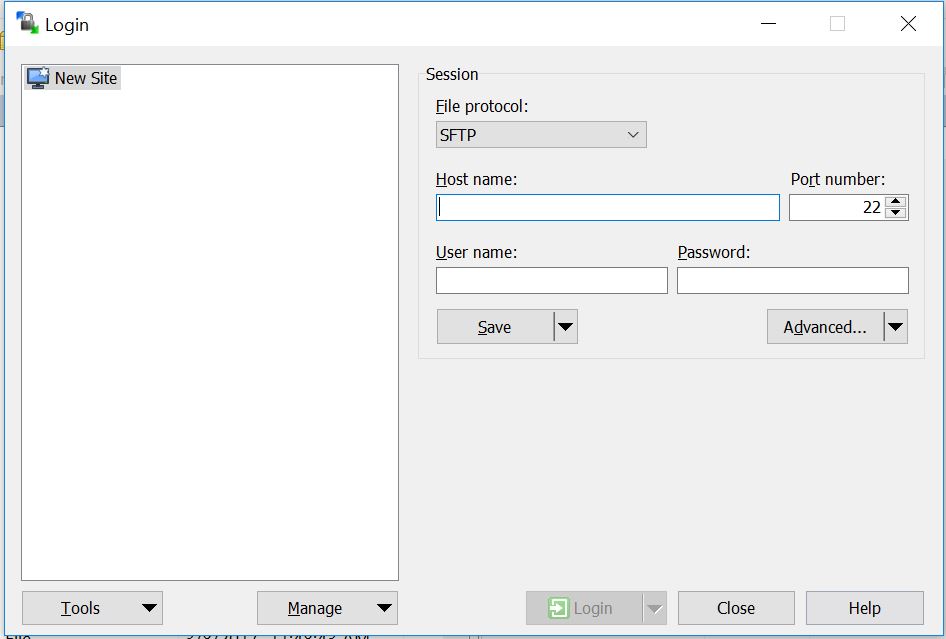 Login
New Site
Session
File protocol:
SFTP
Host name:
Port number:
22
User name:
Password:
Save
Advanced...
Tools
Manage
Login
Close
Help